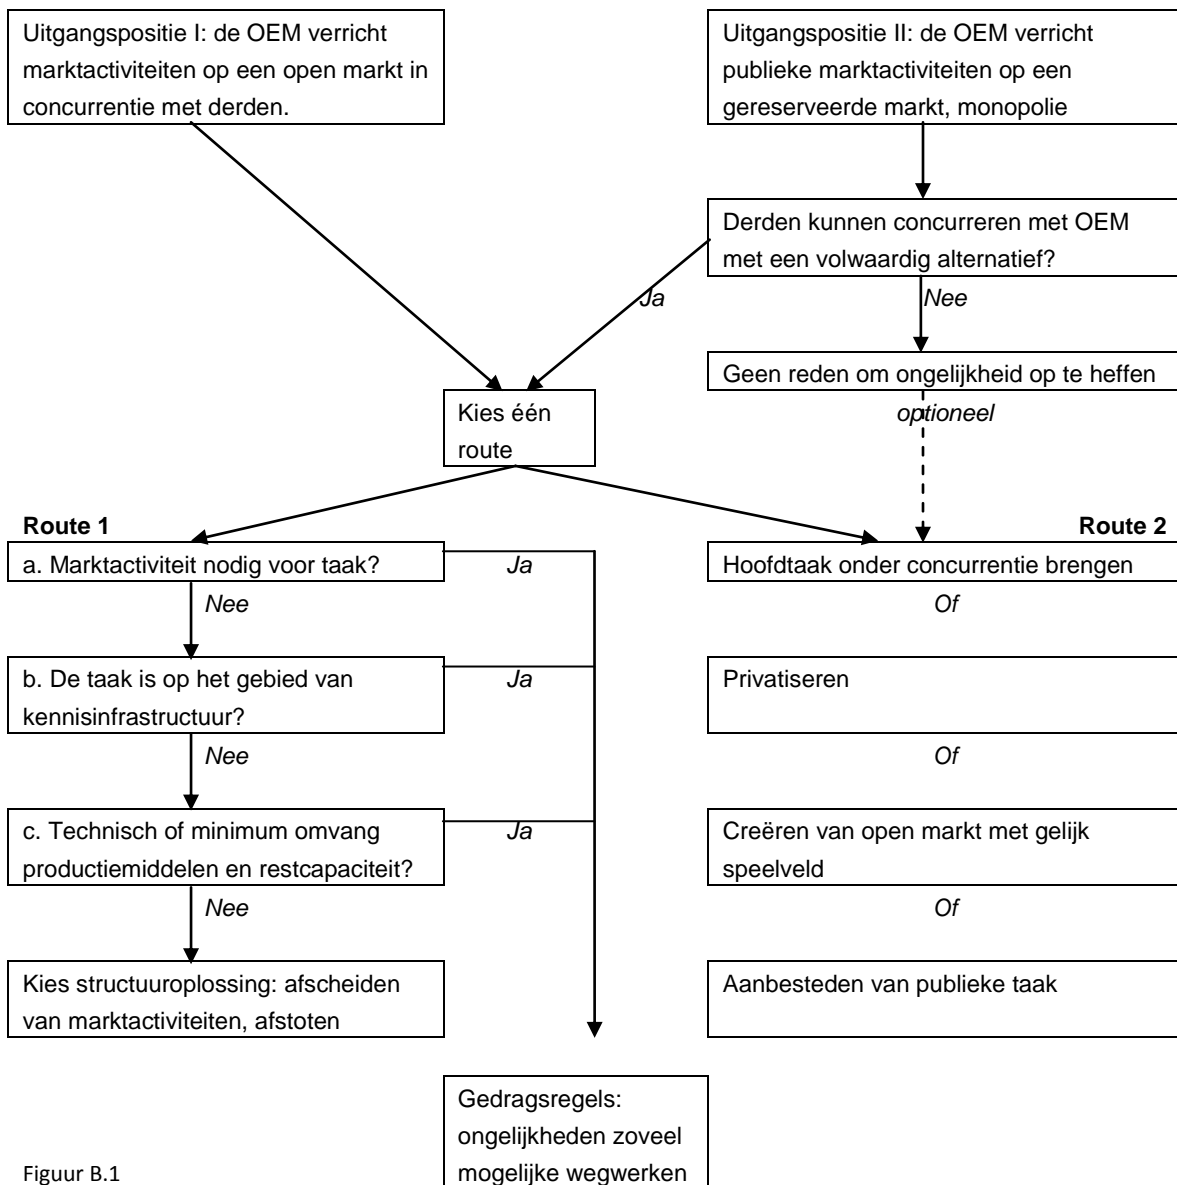 Uitgangspositie I: de OEM verricht
marktactiviteiten op een open markt in
concurrentie met derden.
Uitgangspositie II: de OEM verricht
publieke marktactiviteiten op een
gereserveerde markt, monopolie
Derden kunnen concurreren met OEM
met een volwaardig alternatief?
Ja
Nee
Geen reden om ongelijkheid op te heffen
optioneel
Kies één
route
Route 1
a. Marktactiviteit nodig voor taak?
Ja
Nee
b. De taak is op het gebied van
kennisinfrastructuur?
Ja
Nee
c. Technisch of minimum omvang
productiemiddelen en restcapaciteit?
Ja
Nee
Kies structuuroplossing: afscheiden
van marktactiviteiten, afstoten
Route 2
Hoofdtaak onder concurrentie brengen
Of
Privatiseren
Of
Creëren van open markt met gelijk
speelveld
Of
Aanbesteden van publieke taak
Gedragsregels:
ongelijkheden zoveel
mogelijke wegwerken
Figuur B.1